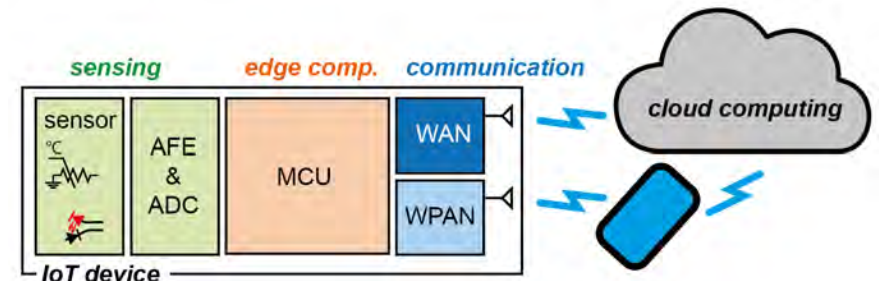 sensing
edge comp.
communication
cloud computing
sensor
°C
AFE
&
ADC
MCU
WAN
WPAN
IoT device